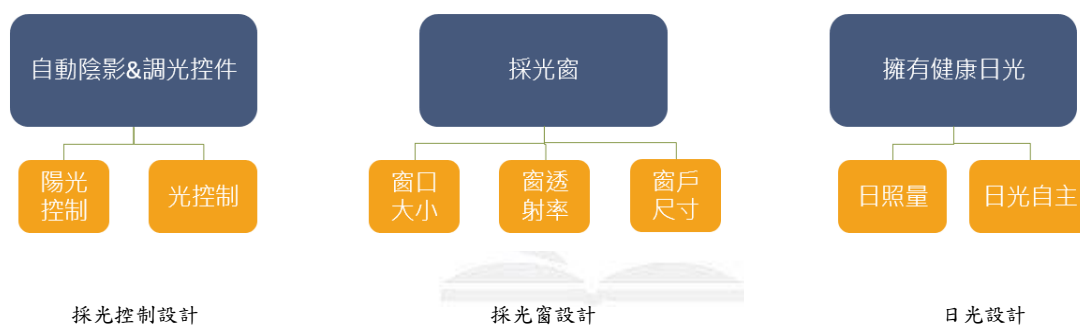 自動陰影&調光控件
採光窗
擁有健康日光
陽光
控制
光控制
窗口
大小
窗透
射率
窗戶
尺寸
日照量
日光自主
採光控制設計
採光窗設計
日光設計